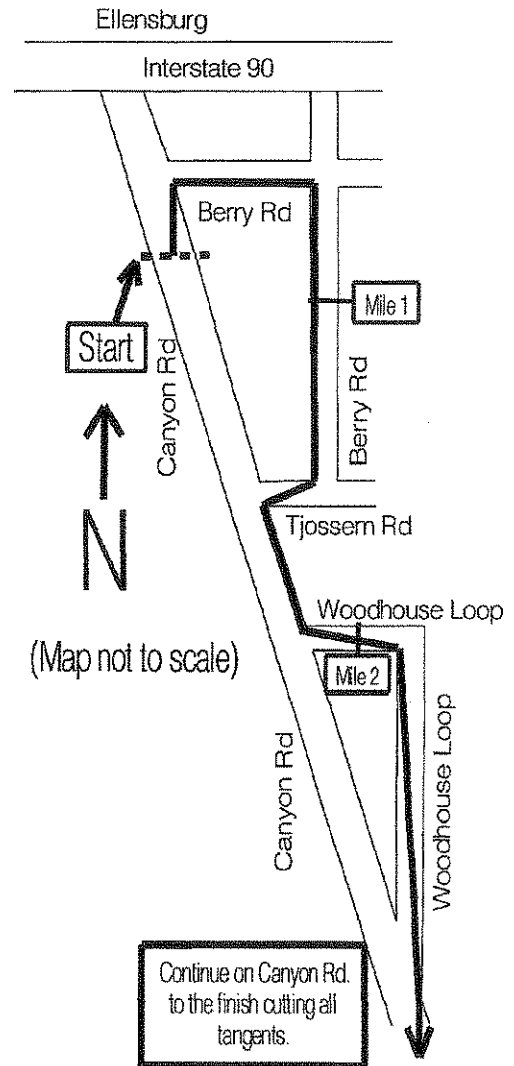 Ellensburg
Interstate 90
Berry Rd
Mile 1
Start
Canyon Rd
Berry Rd
N
Tjossem Rd
Woodhouse Loop
(Map not to scale)
Mile 2
Canyon Rd
Woodhouse Loop
Continue on Canyon Rd.
to the finish cutting all
tangents.